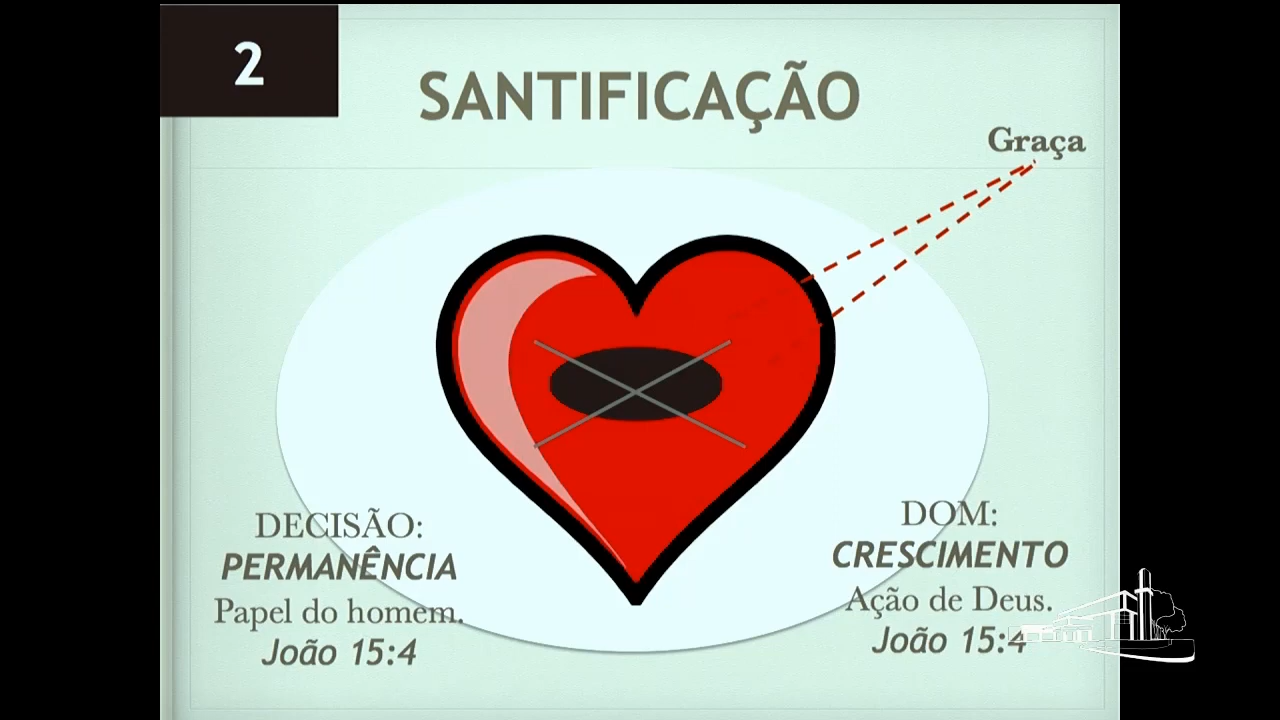 2
SANTIFICAÇÃO
Graça
DECISÃO:
PERMANÊNCIA
Papel do homem.
João 15:4
DOM:
CRESCIMENTO
Ação de Deus.
João 15:4